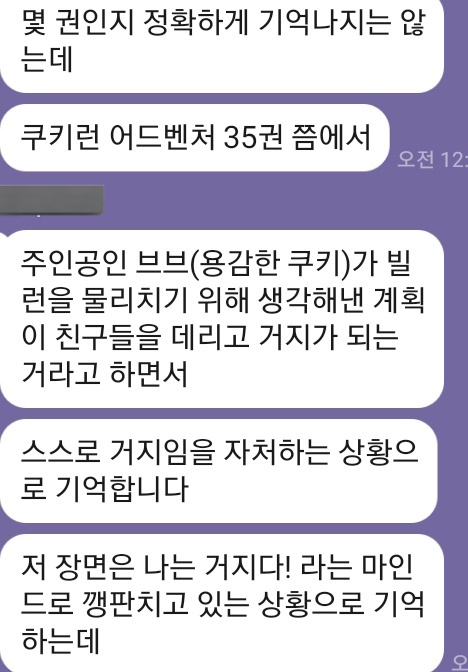 몇 권인지 정확하게 기억나지는 않
는데
쿠키런 어드벤처 35권 쯤에서
오전 12:
주인공인 브브(용감한 쿠키)가 빌
런을 물리치기 위해 생각해낸 계획
이 친구들을 데리고 거지가 되는
거라고 하면서
스스로 거지임을 자처하는 상황으
로 기억합니다
저 장면은 나는 거지다! 라는 마인
드로 깽판치고 있는 상황으로 기억
하는데
오